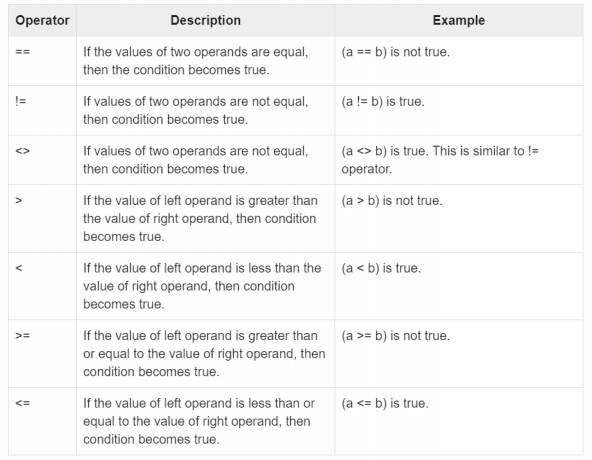 Operator Description Example
== If the values of two operands are equal, (a == b) is not true.
then the condition becomes true.
!= If values of two operands are not equal, (a != b) is true.
then condition becomes true.
<> If values of two operands are not equal, (a <> b) is true. This is similar to !=
then condition becomes true. operator.
> If the value of left operand is greater than (a > b) is not true.
the value of right operand, then condition
becomes true.
< If the value of left operand is less than the (a < b) is true.
value of right operand, then condition
becomes true.
>= If the value of left operand is greater than (a >= b) is not true.
or equal to the value of right operand, then
condition becomes true.
<= If the value of left operand is less than or (a <= b) is true.
equal to the value of right operand, then
condition becomes true.